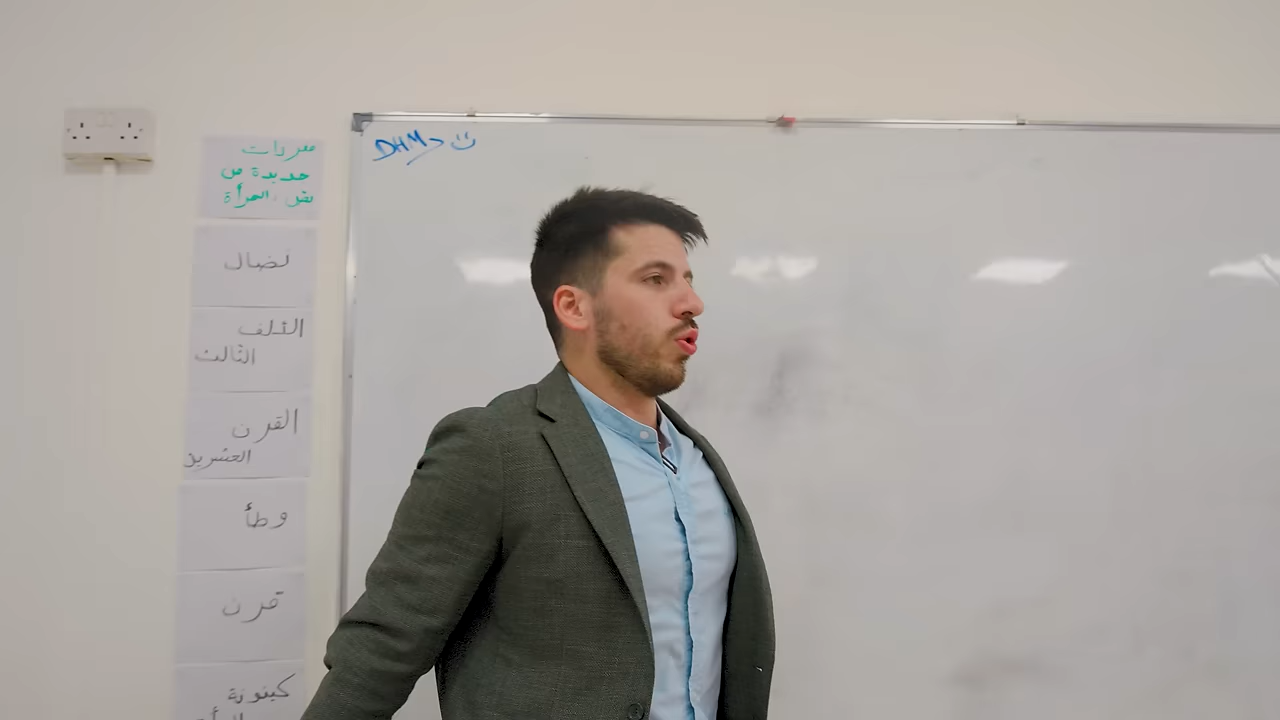 مفردات
جديدة من
نص المرأة
نضال
الثلث
الثالث
القرن
العشرين
وطأ
قرن
كينونة
DHM